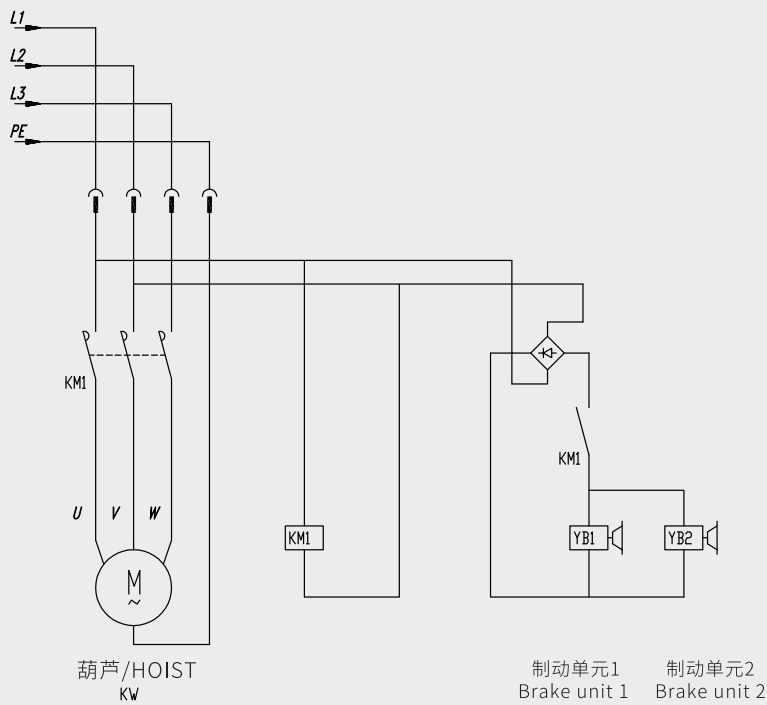 L1
L2
L3
PE
KM1
KM1
U V W
KM1 YB1 YB2
M
~
葫芦/HOIST
KW
制动单元1 制动单元2
Brake unit 1 Brake unit 2